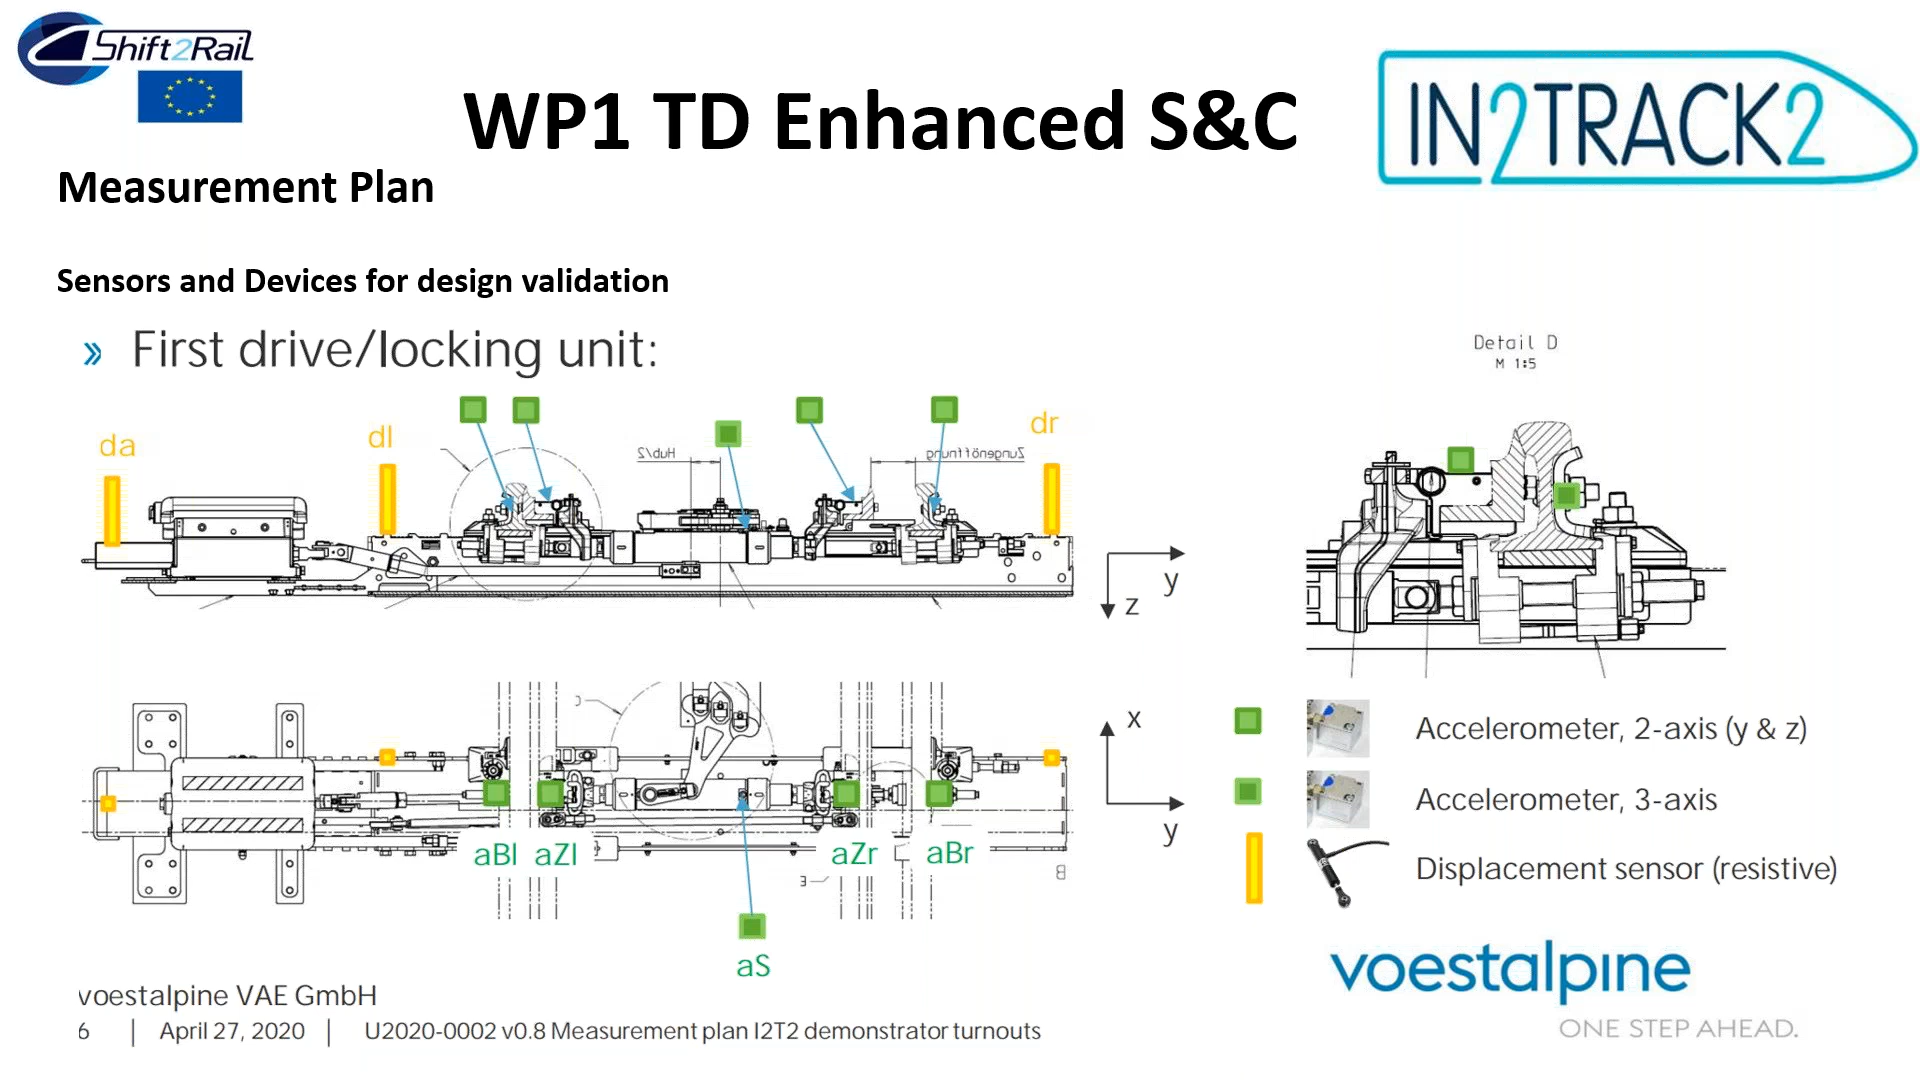 Shift2Rail
WP1 TD Enhanced S&C
IN2TRACK2
Measurement Plan
Sensors and Devices for design validation
» First drive/locking unit:
Detail D
M 1:5
da
dl
dr
Hub/2
Zungenöffnung
y
z
x
y
aBl
aZl
aZr
aBr
E
B
aS
Accelerometer, 2-axis (y & z)
Accelerometer, 3-axis
Displacement sensor (resistive)
voestalpine
ONE STEP AHEAD.
voestalpine VAE GmbH
6 | April 27, 2020 | U2020-0002 v0.8 Measurement plan I2T2 demonstrator turnouts